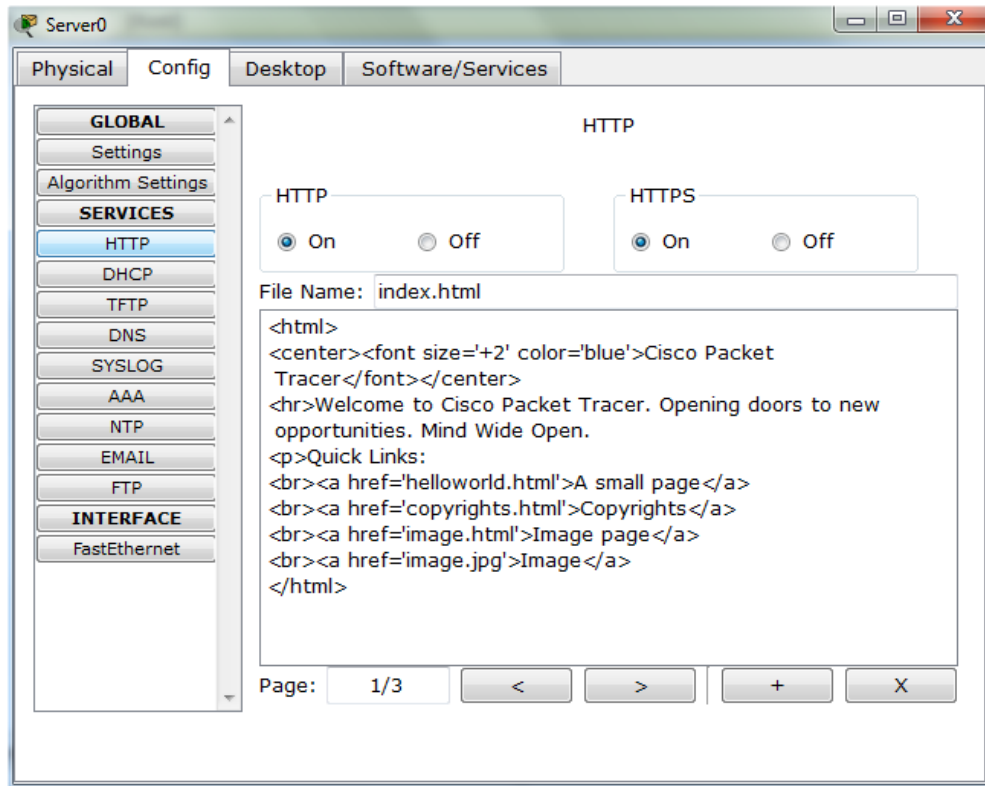 Server0
Physical Config Desktop Software/Services
GLOBAL
Settings
Algorithm Settings
SERVICES
HTTP
DHCP
TFTP
DNS
SYSLOG
AAA
NTP
EMAIL
FTP
INTERFACE
FastEthernet
HTTP
HTTP
On Off
HTTPS
On Off
File Name: index.html
<html>
<center><font size='+2' color='blue'>Cisco Packet
Tracer</font></center>
<hr>Welcome to Cisco Packet Tracer. Opening doors to new
opportunities. Mind Wide Open.
<p>Quick Links:
<br><a href='helloworld.html'>A small page</a>
<br><a href='copyrights.html'>Copyrights</a>
<br><a href='image.html'>Image page</a>
<br><a href='image.jpg'>Image</a>
</html>
Page: 1/3 < > + X